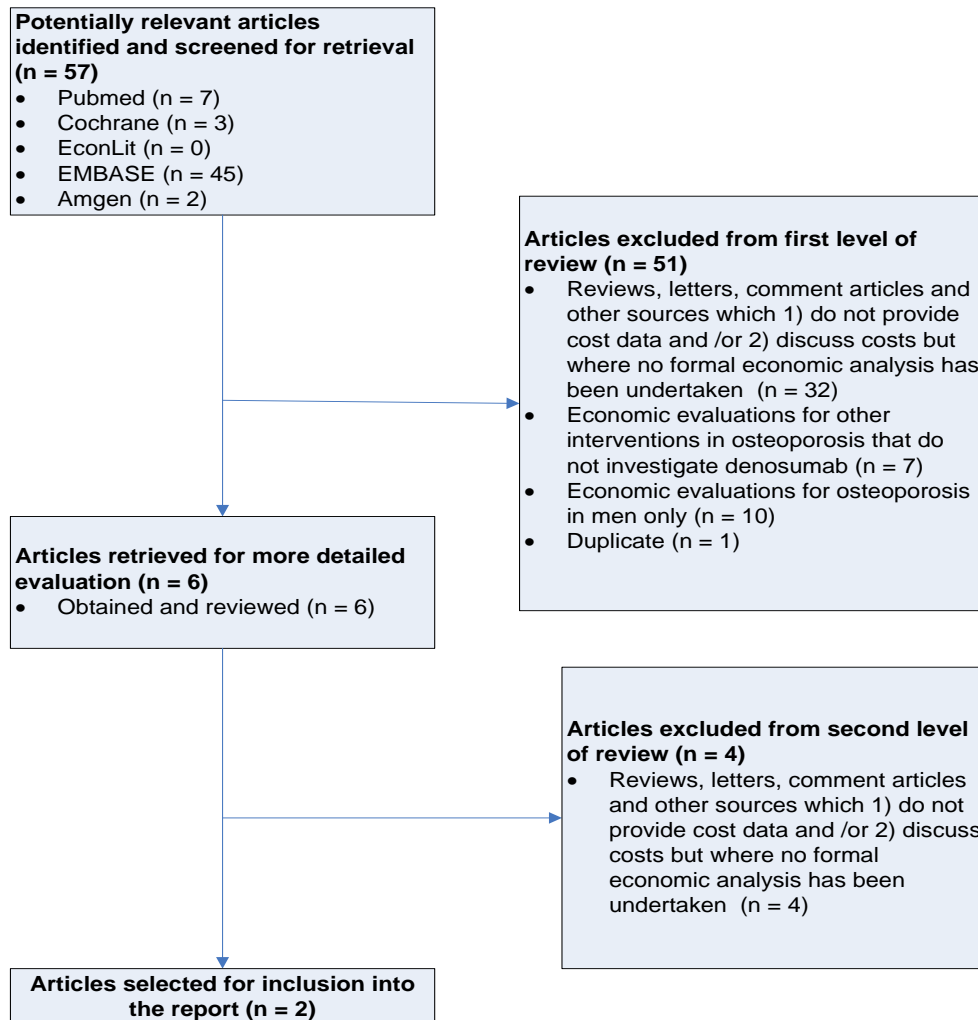 Potentially relevant articles
identified and screened for retrieval
(n = 57)
• Pubmed (n = 7)
• Cochrane (n = 3)
• EconLit (n = 0)
• EMBASE (n = 45)
• Amgen (n = 2)
Articles excluded from first level of
review (n = 51)
• Reviews, letters, comment articles and
other sources which 1) do not provide
cost data and /or 2) discuss costs but
where no formal economic analysis has
been undertaken (n = 32)
• Economic evaluations for other
interventions in osteoporosis that do
not investigate denosumab (n = 7)
• Economic evaluations for osteoporosis
in men only (n = 10)
• Duplicate (n = 1)
Articles retrieved for more detailed
evaluation (n = 6)
• Obtained and reviewed (n = 6)
Articles excluded from second level
of review (n = 4)
• Reviews, letters, comment articles
and other sources which 1) do not
provide cost data and /or 2) discuss
costs but where no formal
economic analysis has been
undertaken (n = 4)
Articles selected for inclusion into
the report (n = 2)